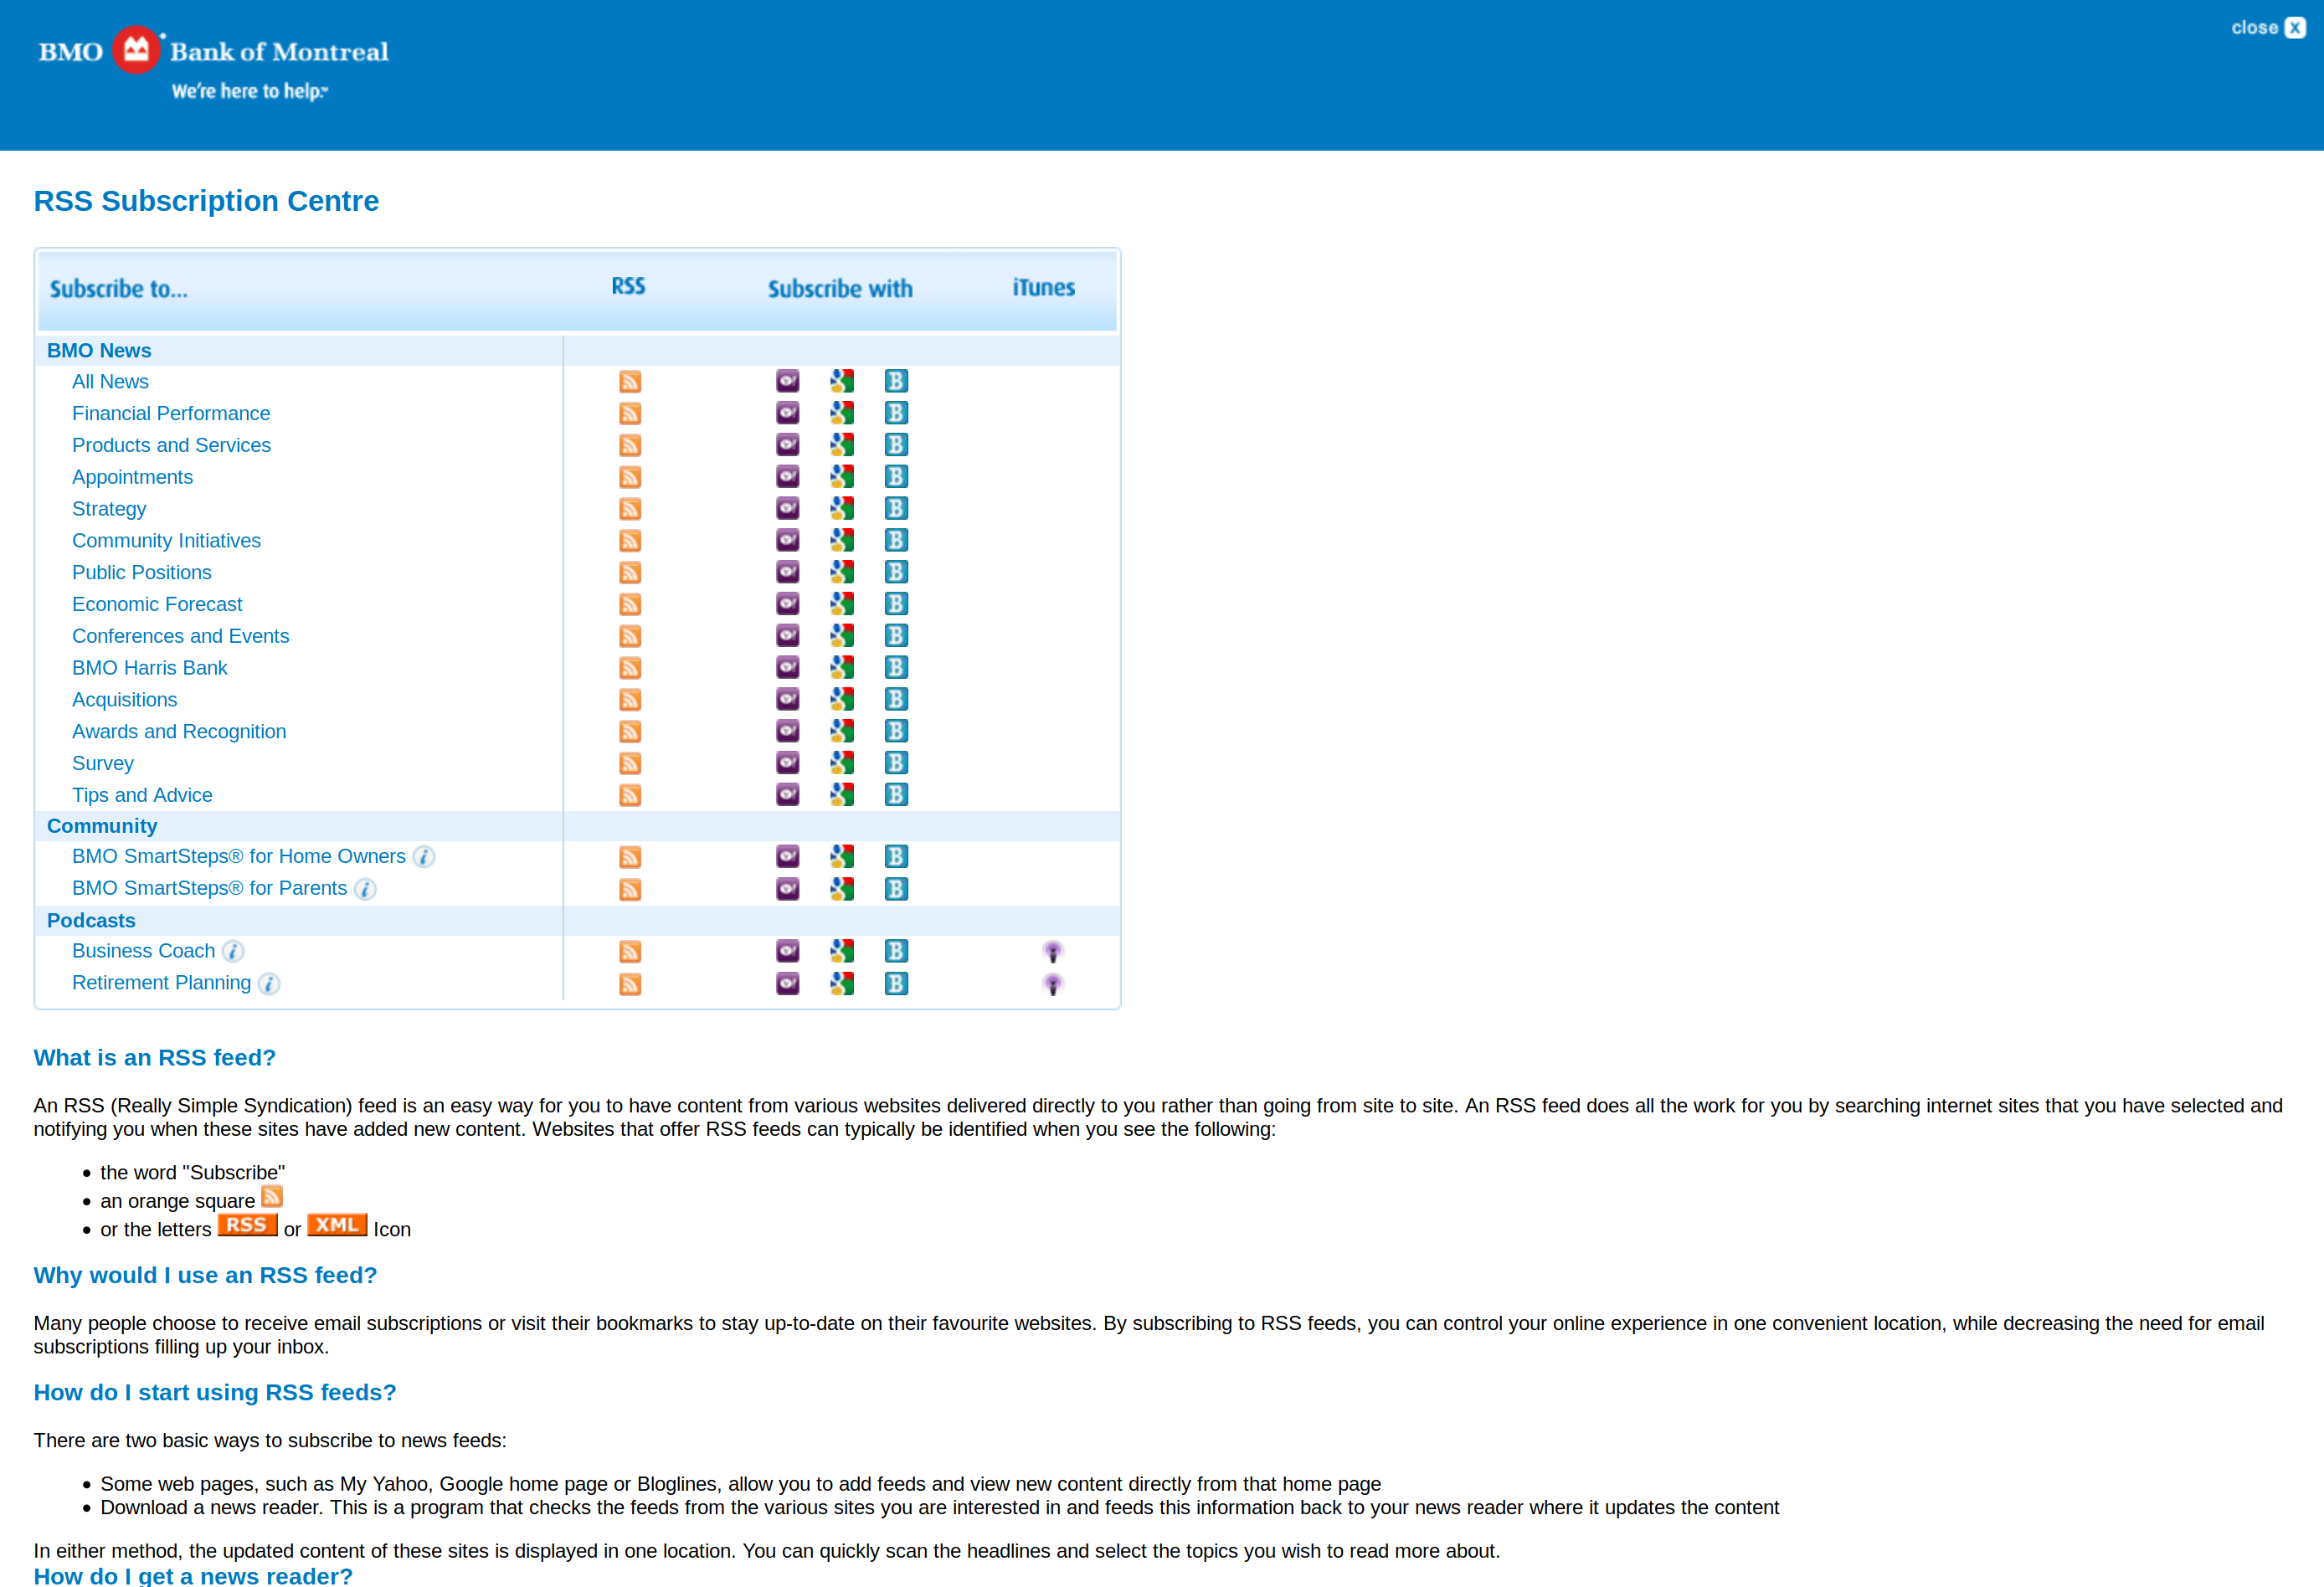 close X
BMO Bank of Montreal
We're here to help.™
RSS Subscription Centre
Subscribe to... RSS Subscribe with iTunes
BMO News
All News
Financial Performance
Products and Services
Appointments
Strategy
Community Initiatives
Public Positions
Economic Forecast
Conferences and Events
BMO Harris Bank
Acquisitions
Awards and Recognition
Survey
Tips and Advice
Community
BMO SmartSteps® for Home Owners i
BMO SmartSteps® for Parents i
Podcasts
Business Coach i
Retirement Planning i
What is an RSS feed?
An RSS (Really Simple Syndication) feed is an easy way for you to have content from various websites delivered directly to you rather than going from site to site. An RSS feed does all the work for you by searching internet sites that you have selected and
notifying you when these sites have added new content. Websites that offer RSS feeds can typically be identified when you see the following:
• the word "Subscribe"
• an orange square
• or the letters RSS or XML Icon
Why would I use an RSS feed?
Many people choose to receive email subscriptions or visit their bookmarks to stay up-to-date on their favourite websites. By subscribing to RSS feeds, you can control your online experience in one convenient location, while decreasing the need for email
subscriptions filling up your inbox.
How do I start using RSS feeds?
There are two basic ways to subscribe to news feeds:
• Some web pages, such as My Yahoo, Google home page or Bloglines, allow you to add feeds and view new content directly from that home page
• Download a news reader. This is a program that checks the feeds from the various sites you are interested in and feeds this information back to your news reader where it updates the content
In either method, the updated content of these sites is displayed in one location. You can quickly scan the headlines and select the topics you wish to read more about.
How do I get a news reader?